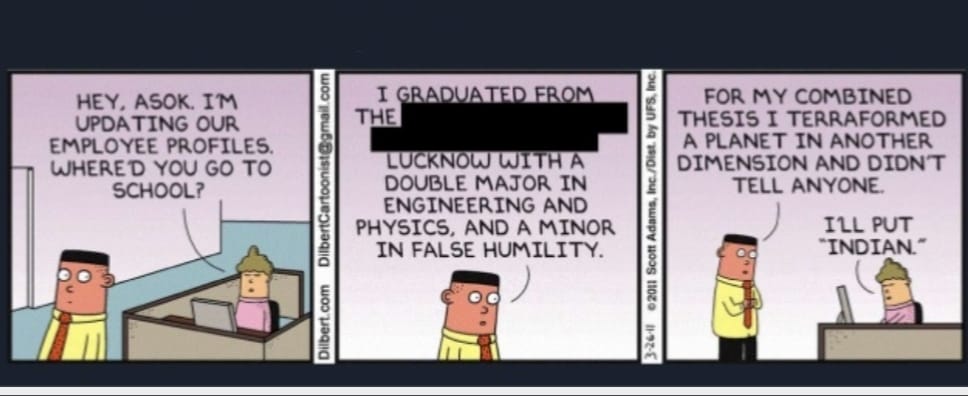 HEY, ASOK. I'M
UPDATING OUR
EMPLOYEE PROFILES.
WHERE'D YOU GO TO
SCHOOL?
Dilbert.com DilbertCartoonist@gmail.com
I GRADUATED FROM
THE
LUCKNOW WITH A
DOUBLE MAJOR IN
ENGINEERING AND
PHYSICS, AND A MINOR
IN FALSE HUMILITY.
3-26-11 ©2011 Scott Adams, Inc./Dist. by UFS, Inc.
FOR MY COMBINED
THESIS I TERRAFORMED
A PLANET IN ANOTHER
DIMENSION AND DIDN'T
TELL ANYONE.
I'LL PUT
"INDIAN."